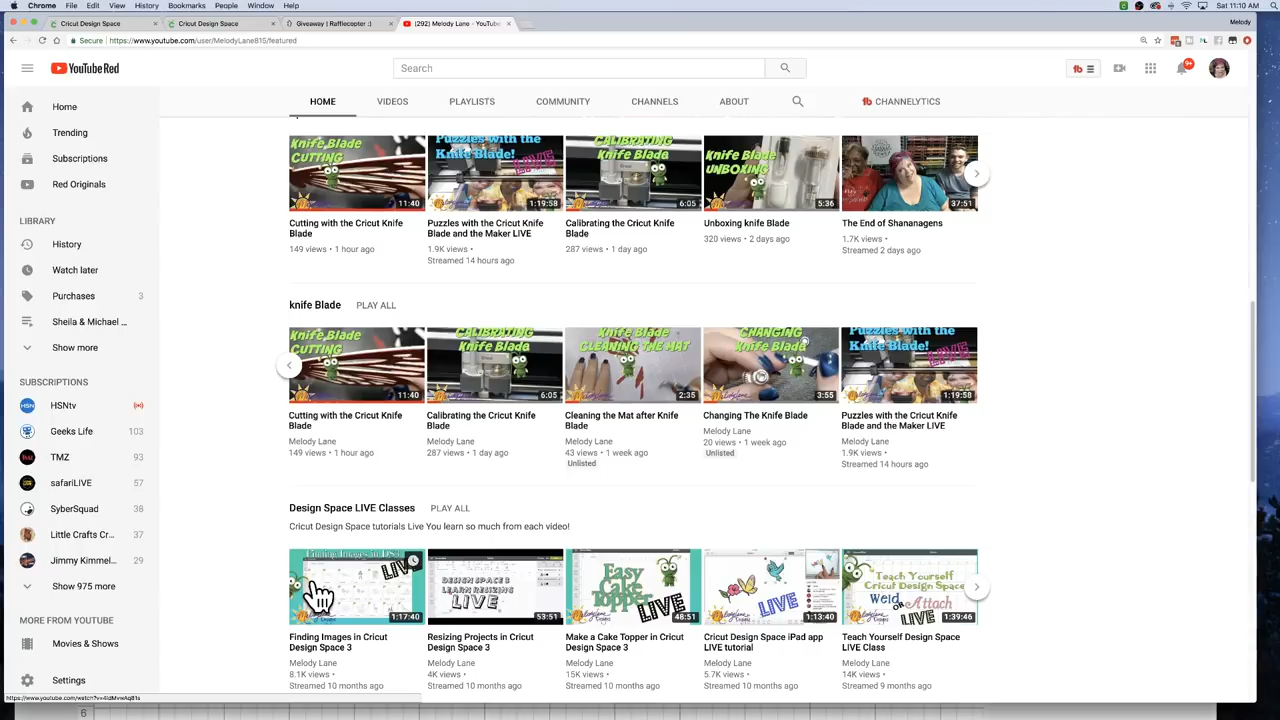 Chrome File Edit View History Bookmarks People Window Help
Sat 11:10 AM
Cricut Design Space
Cricut Design Space
Giveaway | Rafflecopter :)
(292) Melody Lane - YouTube
Melody
Secure https://www.youtube.com/user/MelodyLane815/featured
YouTube Red
Search
9+
HOME VIDEOS PLAYLISTS COMMUNITY CHANNELS ABOUT CHANNELYTICS
Home
Trending
Subscriptions
Red Originals
LIBRARY
History
Watch later
Purchases 3
Sheila & Michael ...
Show more
SUBSCRIPTIONS
HSNtv
Geeks Life 103
TMZ 93
safariLIVE 57
SyberSquad 38
Little Crafts Cr... 37
Jimmy Kimmel... 29
Show 975 more
MORE FROM YOUTUBE
Movies & Shows
Settings
https://www.youtube.com/watch?v=4IdMvwAq81s
Knife Blade CUTTING 11:40
Puzzles with the Knife Blade! LIVE 1:19:58
CALIBRATING Knife Blade 6:05
Knife Blade UNBOXING 5:36
37:51
Cutting with the Cricut Knife Blade
149 views • 1 hour ago
Puzzles with the Cricut Knife Blade and the Maker LIVE
1.9K views •
Streamed 14 hours ago
Calibrating the Cricut Knife Blade
287 views • 1 day ago
Unboxing knife Blade
320 views • 2 days ago
The End of Shananagens
1.7K views •
Streamed 2 days ago
knife Blade PLAY ALL
Knife Blade CUTTING 11:40
CALIBRATING Knife Blade 6:05
Knife Blade CLEANING THE MAT 2:35
CHANGING Knife Blade 3:55
Puzzles with the Knife Blade! LIVE 1:19:58
Cutting with the Cricut Knife Blade
Melody Lane
149 views • 1 hour ago
Calibrating the Cricut Knife Blade
Melody Lane
287 views • 1 day ago
Cleaning the Mat after Knife Blade
Melody Lane
43 views • 1 week ago
Unlisted
Changing The Knife Blade
Melody Lane
20 views • 1 week ago
Unlisted
Puzzles with the Cricut Knife Blade and the Maker LIVE
Melody Lane
1.9K views •
Streamed 14 hours ago
Design Space LIVE Classes PLAY ALL
Cricut Design Space tutorials Live You learn so much from each video!
Finding Images in DS3 LIVE 1:17:40
DESIGN SPACE 3 LEARN RESIZING LIVE 53:51
Easy Cake Topper LIVE 48:51
LIVE 1:13:40
Teach Yourself Cricut Design Space Weld or Attach LIVE 1:39:46
Finding Images in Cricut Design Space 3
Melody Lane
8.1K views •
Streamed 10 months ago
Resizing Projects in Cricut Design Space 3
Melody Lane
4K views •
Streamed 10 months ago
Make a Cake Topper in Cricut Design Space 3
Melody Lane
15K views •
Streamed 10 months ago
Cricut Design Space iPad app LIVE tutorial
Melody Lane
5.7K views •
Streamed 10 months ago
Teach Yourself Design Space LIVE Class
Melody Lane
14K views •
Streamed 9 months ago
6